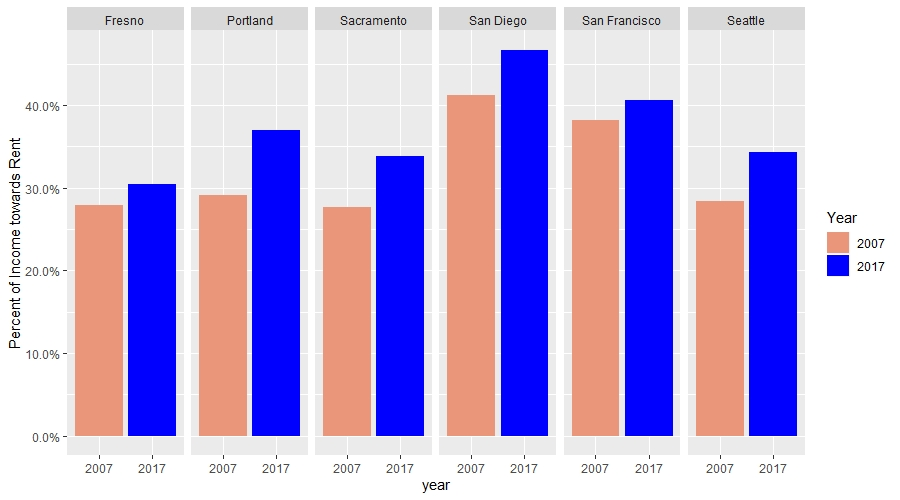 Fresno Portland Sacramento San Diego San Francisco Seattle
Percent of Income towards Rent
40.0%
30.0%
20.0%
10.0%
0.0%
2007 2017 2007 2017 2007 2017 2007 2017 2007 2017 2007 2017
year
Year
2007
2017